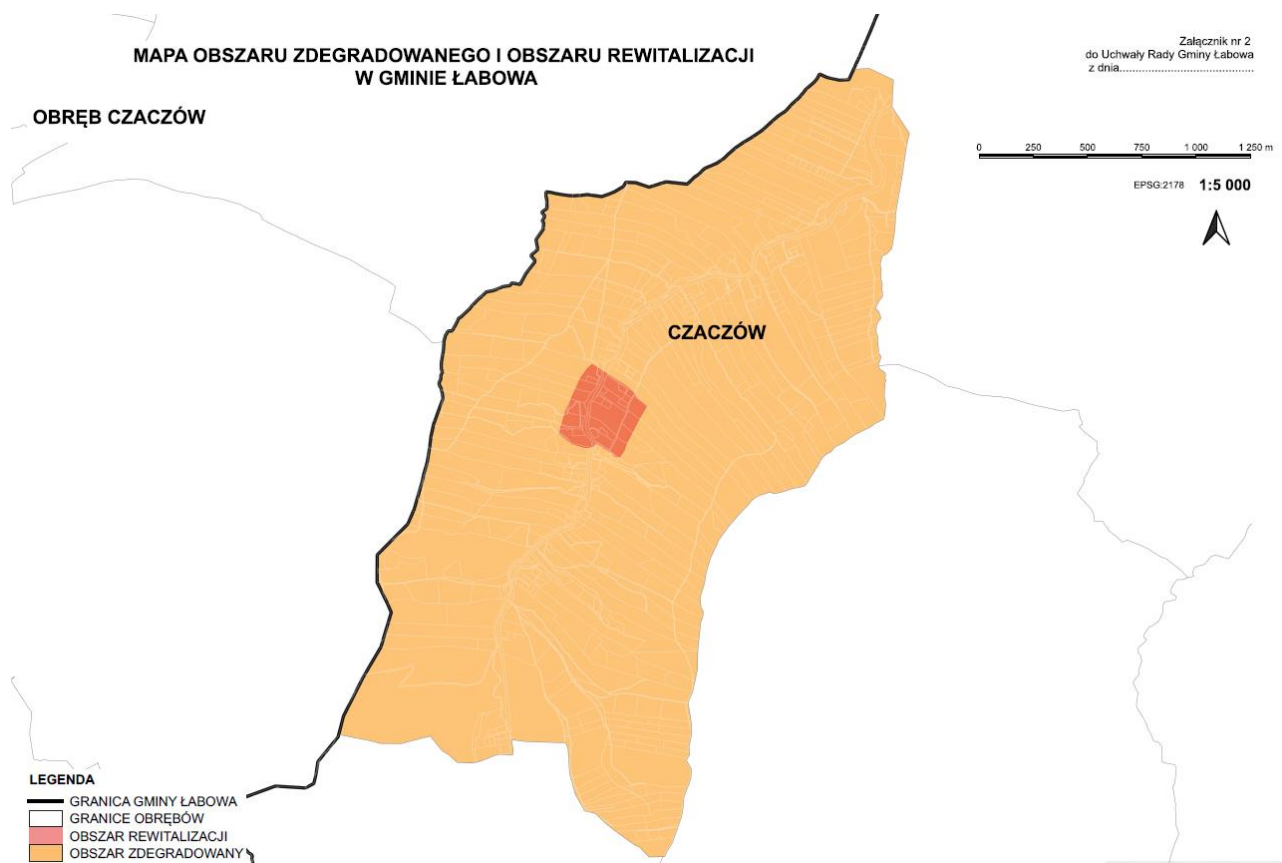 MAPA OBSZARU ZDEGRADOWANEGO I OBSZARU REWITALIZACJI
W GMINIE ŁABOWA
Załącznik nr 2
do Uchwały Rady Gminy Łabowa
z dnia..............................
OBRĘB CZACZÓW
0 250 500 750 1 000 1 250 m
EPSG:2178 1:5 000
CZACZÓW
LEGENDA
GRANICA GMINY ŁABOWA
GRANICE OBRĘBÓW
OBSZAR REWITALIZACJI
OBSZAR ZDEGRADOWANY